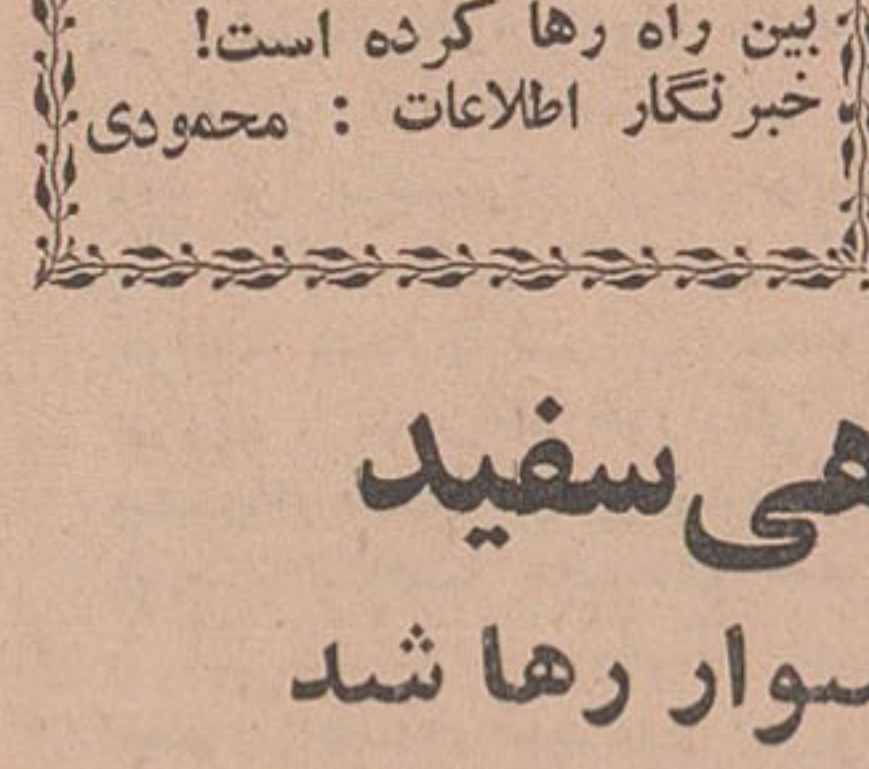 بین راه رها کرده است!
خبرنگار اطلاعات : محمودی
سفید
رها شد